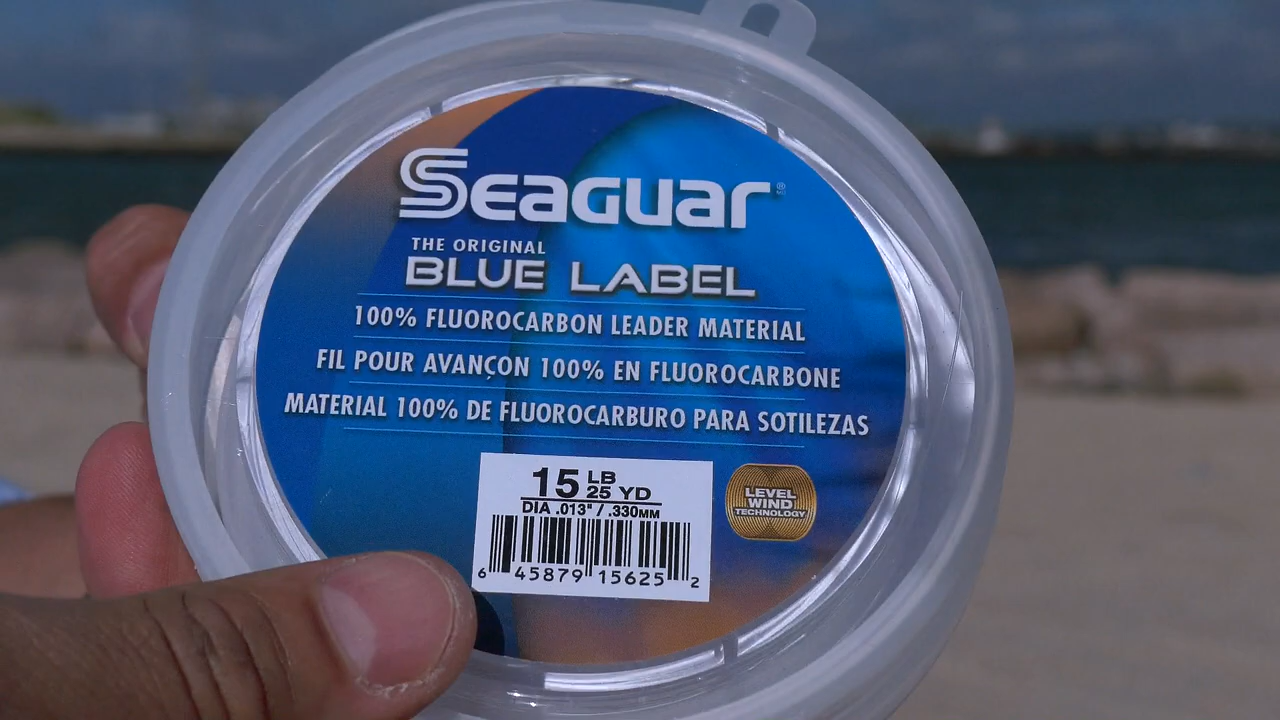 SEAGUAR®
THE ORIGINAL
BLUE LABEL
100% FLUOROCARBON LEADER MATERIAL
FIL POUR AVANÇON 100% EN FLUOROCARBONE
MATERIAL 100% DE FLUOROCARBURO PARA SOTILEZAS
15 LB
25 YD
DIA .013" / .330MM
6 45879 15625 2
LEVEL
WIND
TECHNOLOGY